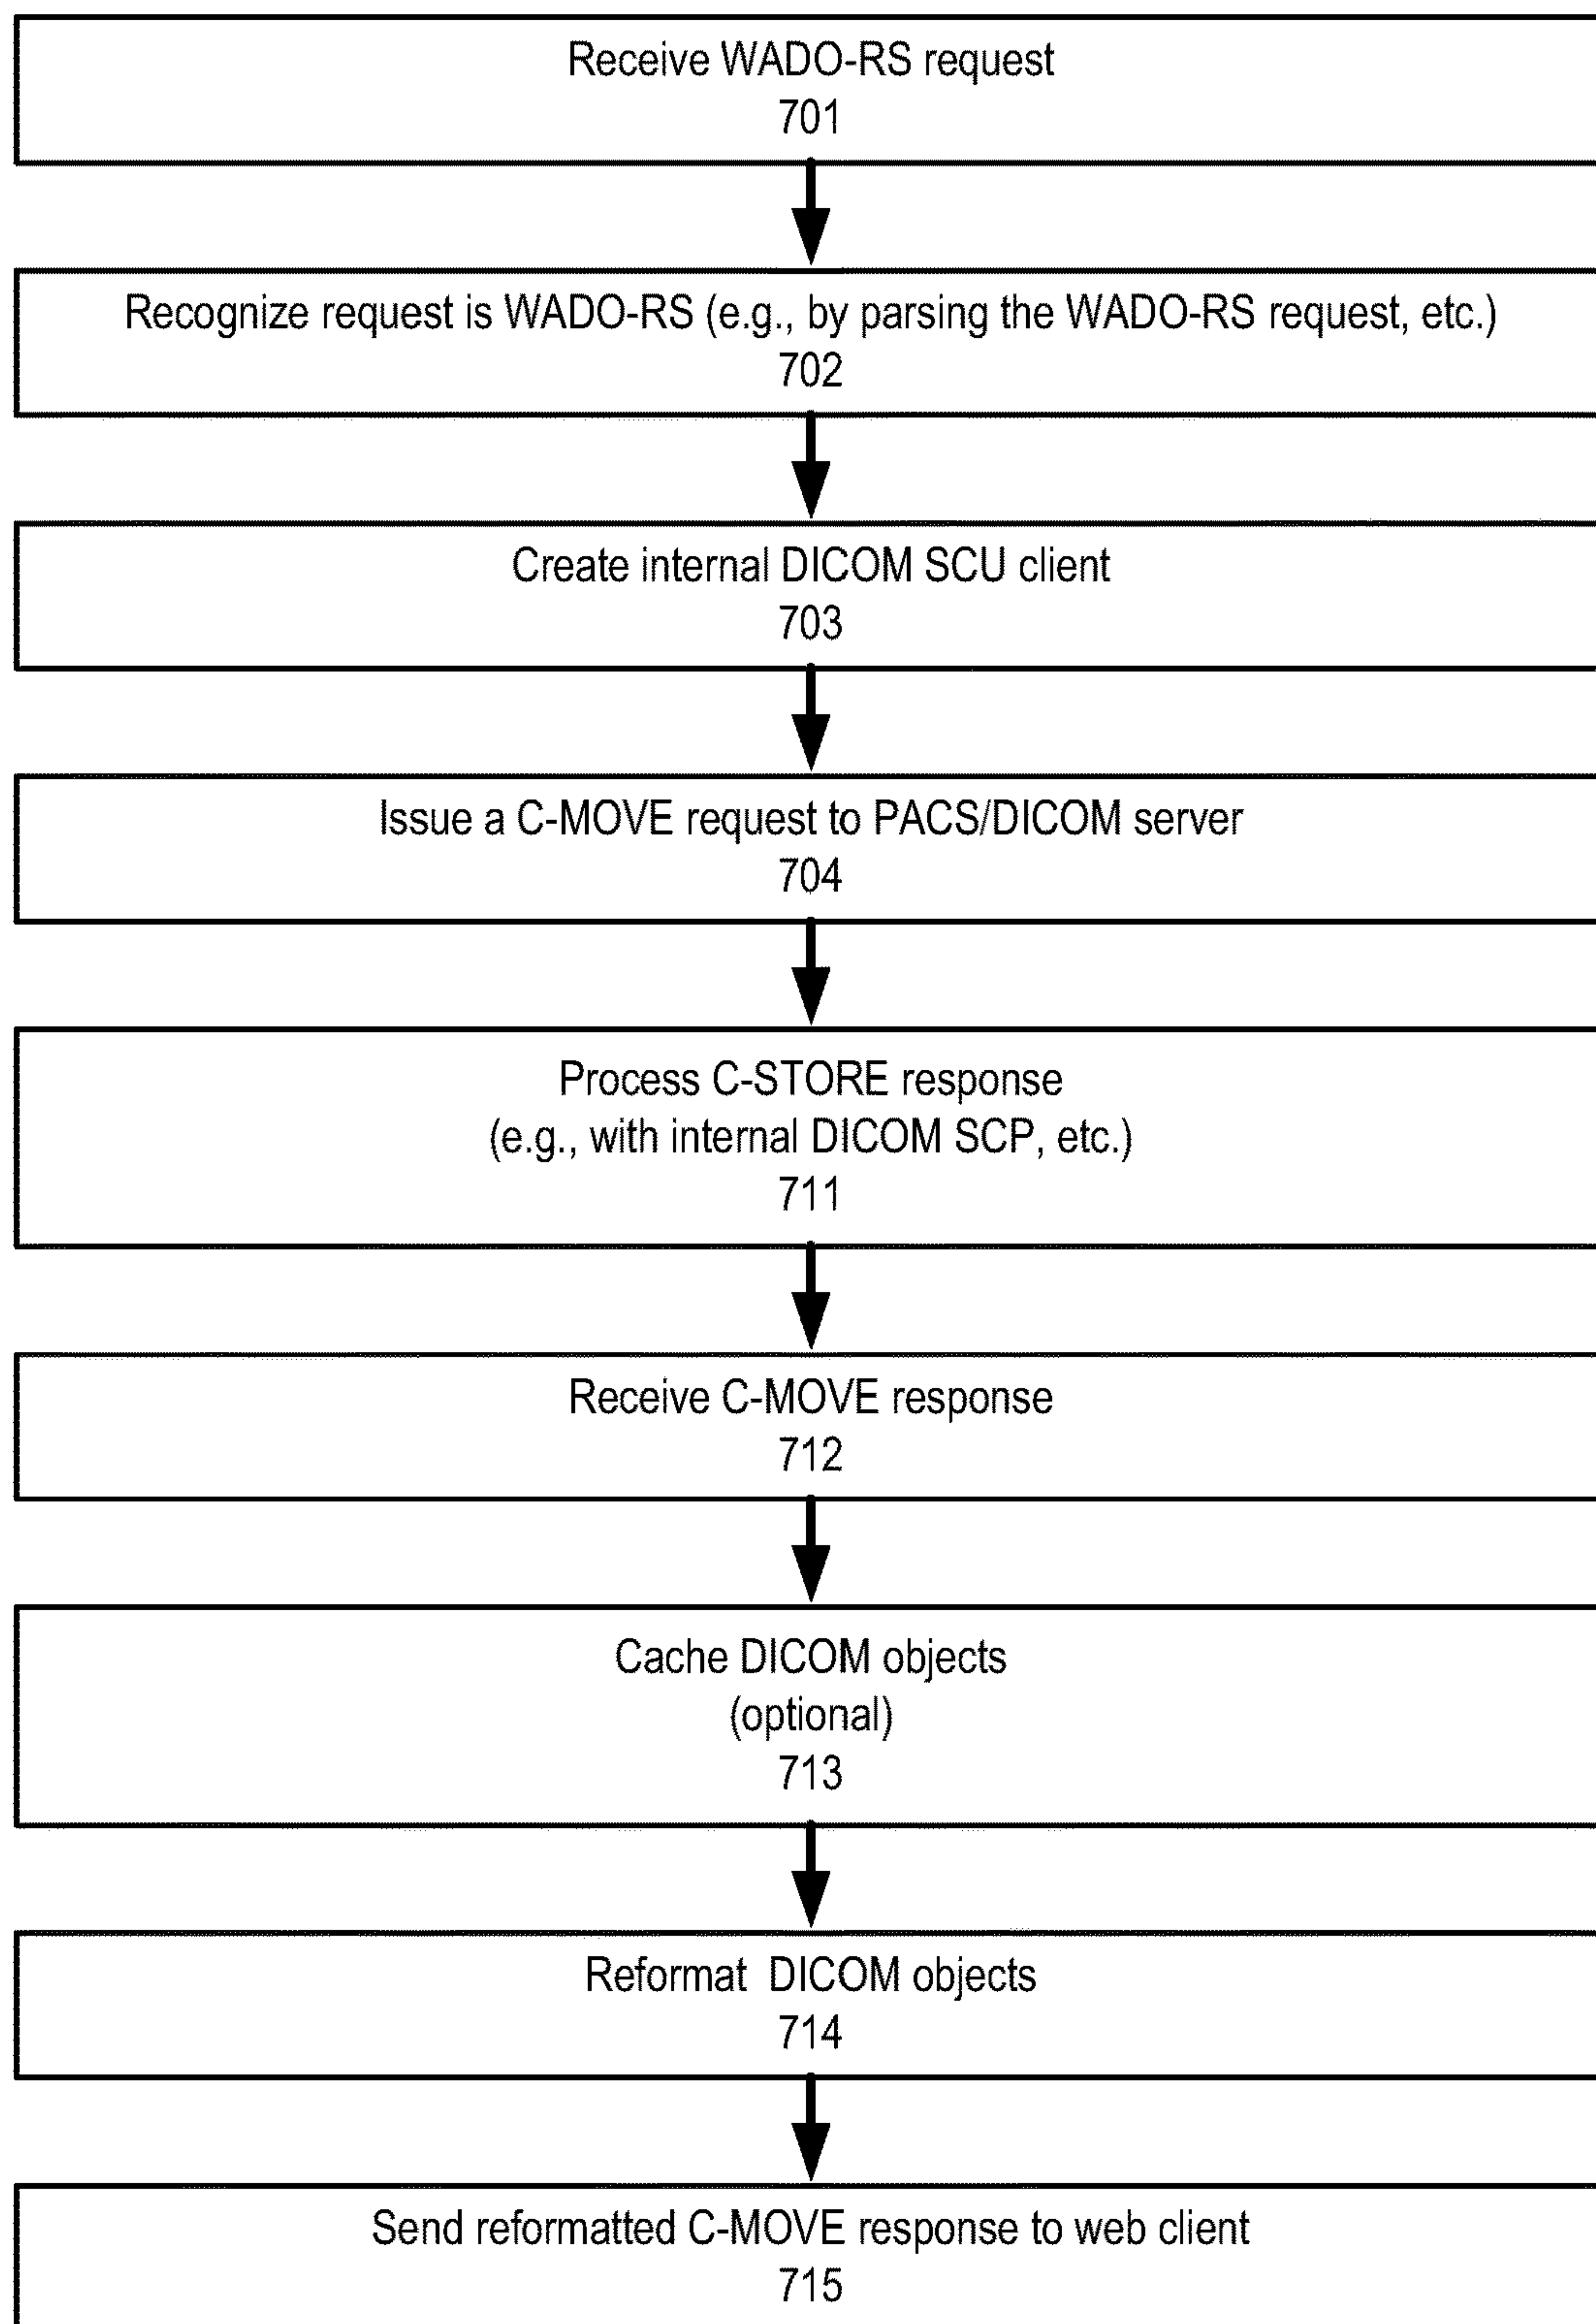 Receive WADO-RS request
701
Recognize request is WADO-RS (e.g., by parsing the WADO-RS request, etc.)
702
Create internal DICOM SCU client
703
Issue a C-MOVE request to PACS/DICOM server
704
Process C-STORE response
(e.g., with internal DICOM SCP, etc.)
711
Receive C-MOVE response
712
Cache DICOM objects
(optional)
713
Reformat DICOM objects
714
Send reformatted C-MOVE response to web client
715